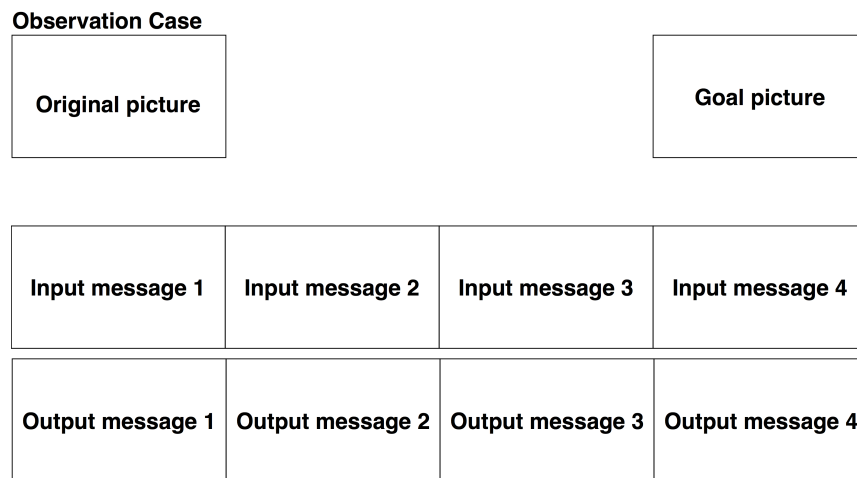 Observation Case
Original picture
Goal picture
Input message 1
Input message 2
Input message 3
Input message 4
Output message 1
Output message 2
Output message 3
Output message 4